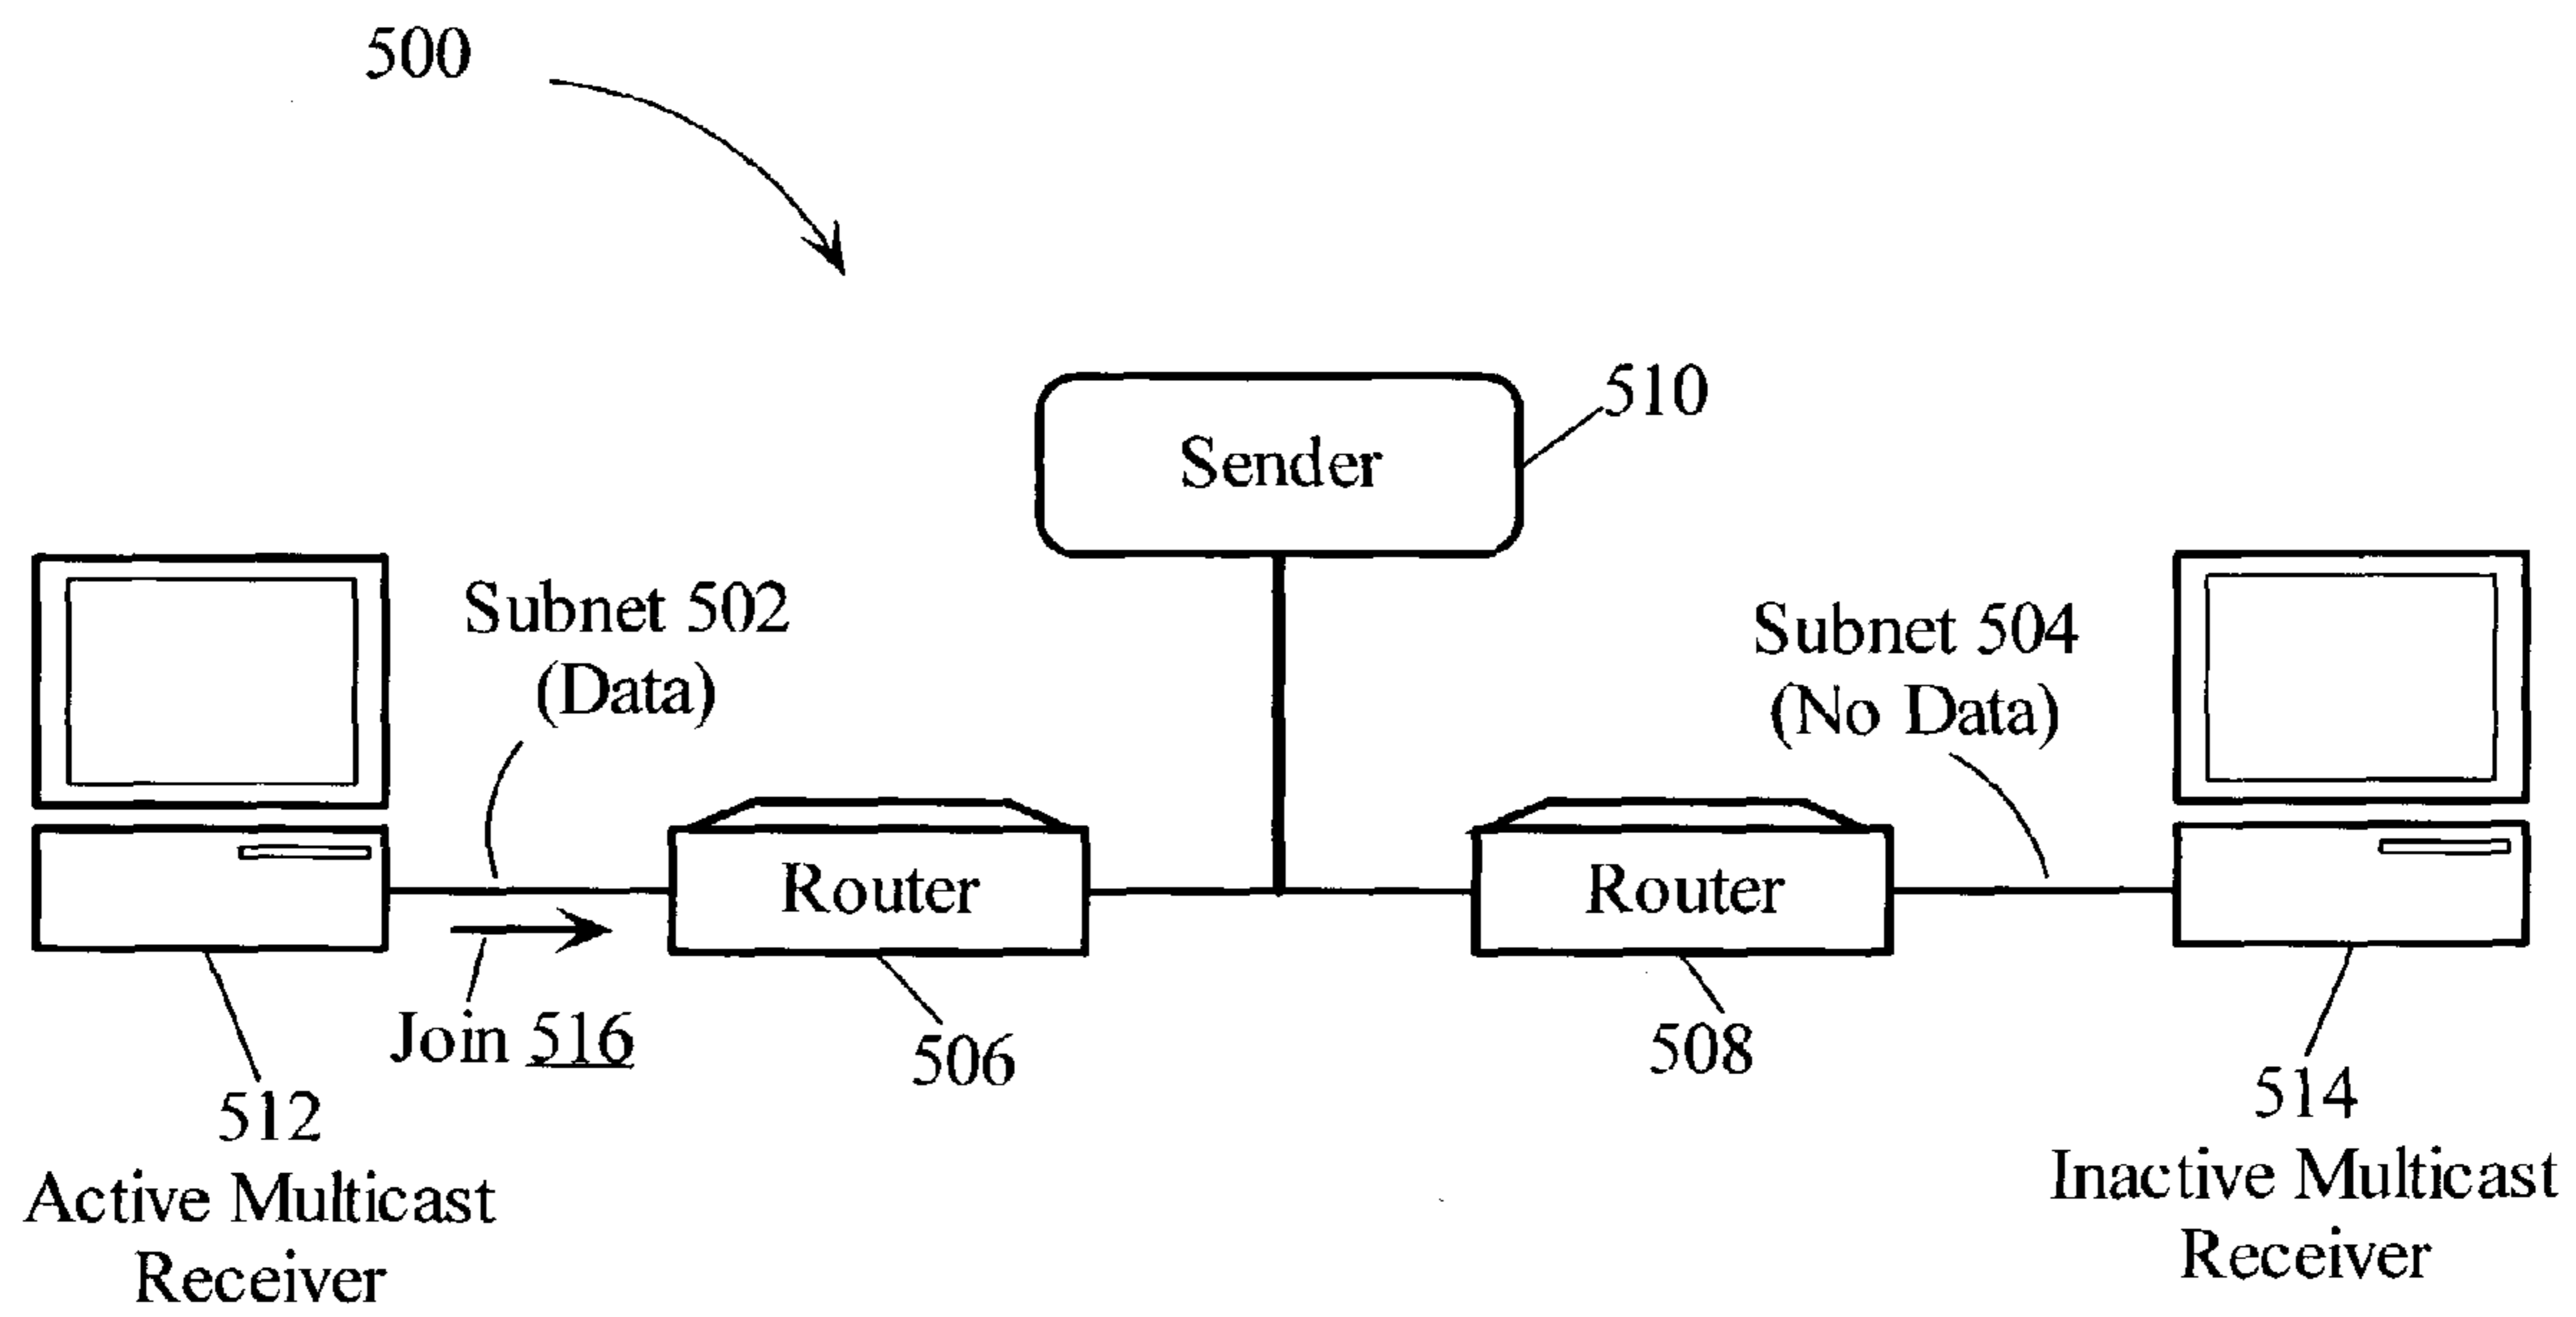 500
510
Sender
Subnet 502
(Data)
Subnet 504
(No Data)
Router
Router
Join 516
506
508
512
Active Multicast
Receiver
514
Inactive Multicast
Receiver